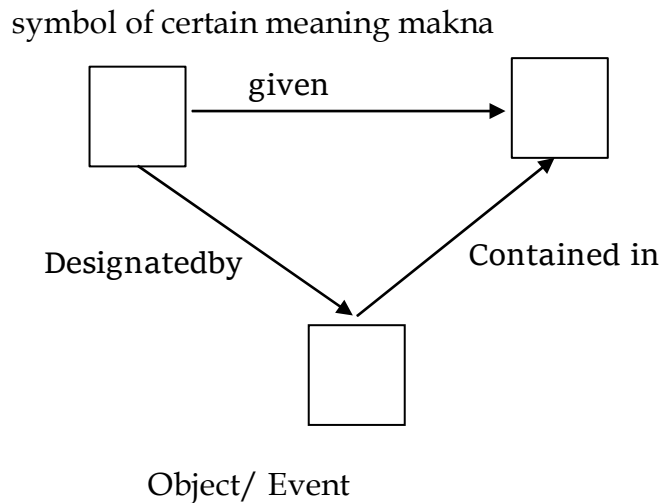 symbol of certain meaning makna
given
Designatedby
Contained in
Object/ Event